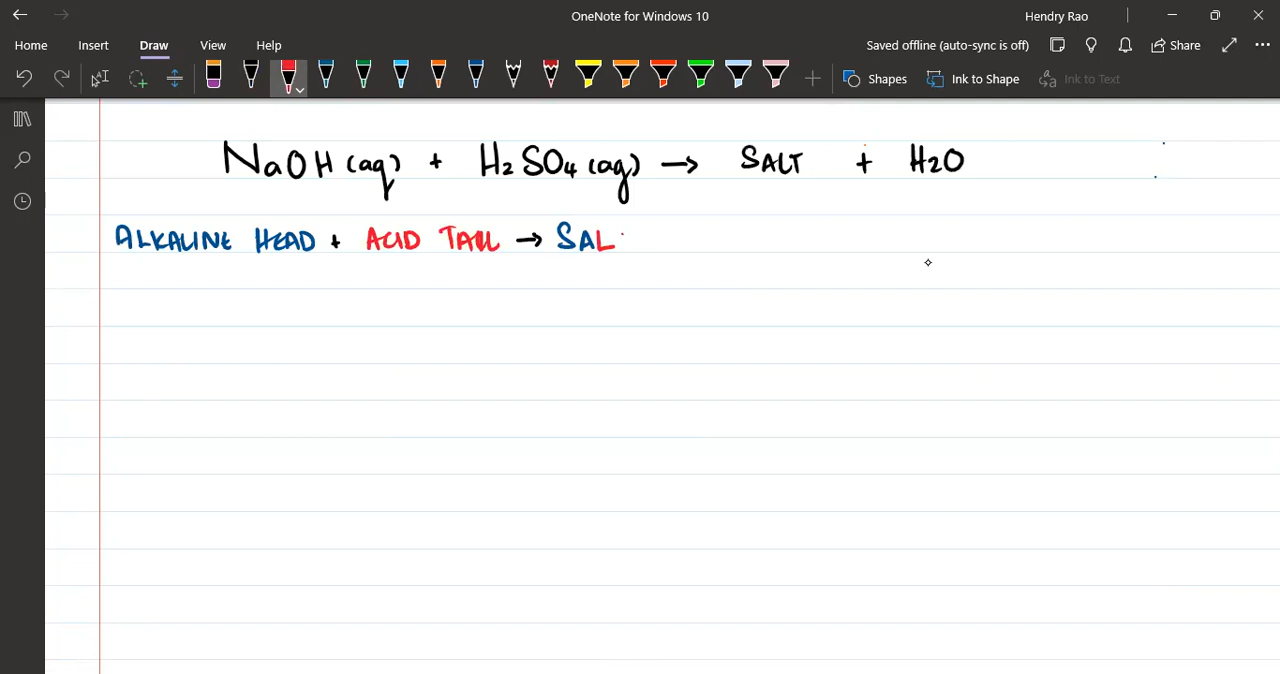 OneNote for Windows 10
Hendry Rao
Home Insert Draw View Help
Saved offline (auto-sync is off)
Share
Shapes
Ink to Shape
Ink to Text
NaOH (aq) + H2SO4 (aq) → SALT + H2O
ALKALINE HEAD + ACID TAIL → SAL